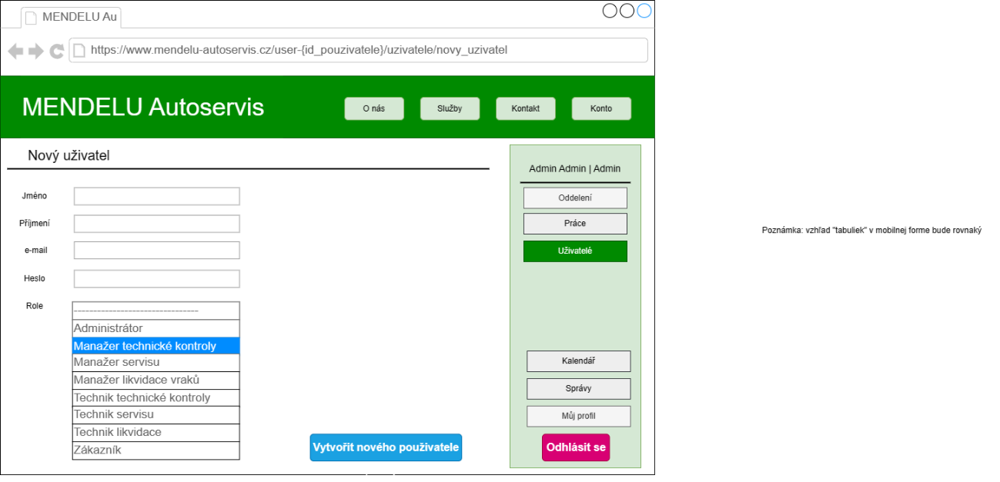 MENDELU Au
https://www.mendelu-autoservis.cz/user-{id_pouzivatele}/uzivatele/novy_uzivatel
MENDELU Autoservis
O nás
Služby
Kontakt
Konto
Nový uživatel
Jméno
Příjmení
e-mail
Heslo
Role
---------------------------------
Administrátor
Manažer technické kontroly
Manažer servisu
Manažer likvidace vraků
Technik technické kontroly
Technik servisu
Technik likvidace
Zákazník
Vytvořit nového použivatele
Admin Admin | Admin
Oddelení
Práce
Uživatelé
Kalendář
Správy
Můj profil
Odhlásit se
Poznámka: vzhľad "tabuliek" v mobilnej forme bude rovnaký